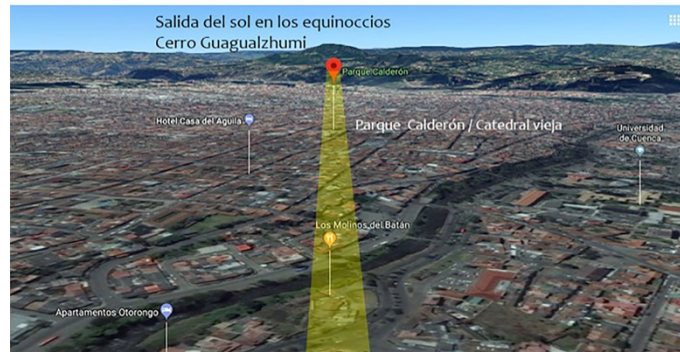 Salida del sol en los equinoccios
Cerro Guagualzhumi
Parque Calderón
Hotel Casa del Aguila
Parque Calderón / Catedral vieja
Universidad
de Cuenca
Los Molinos del Batán
Apartamentos Otorongo